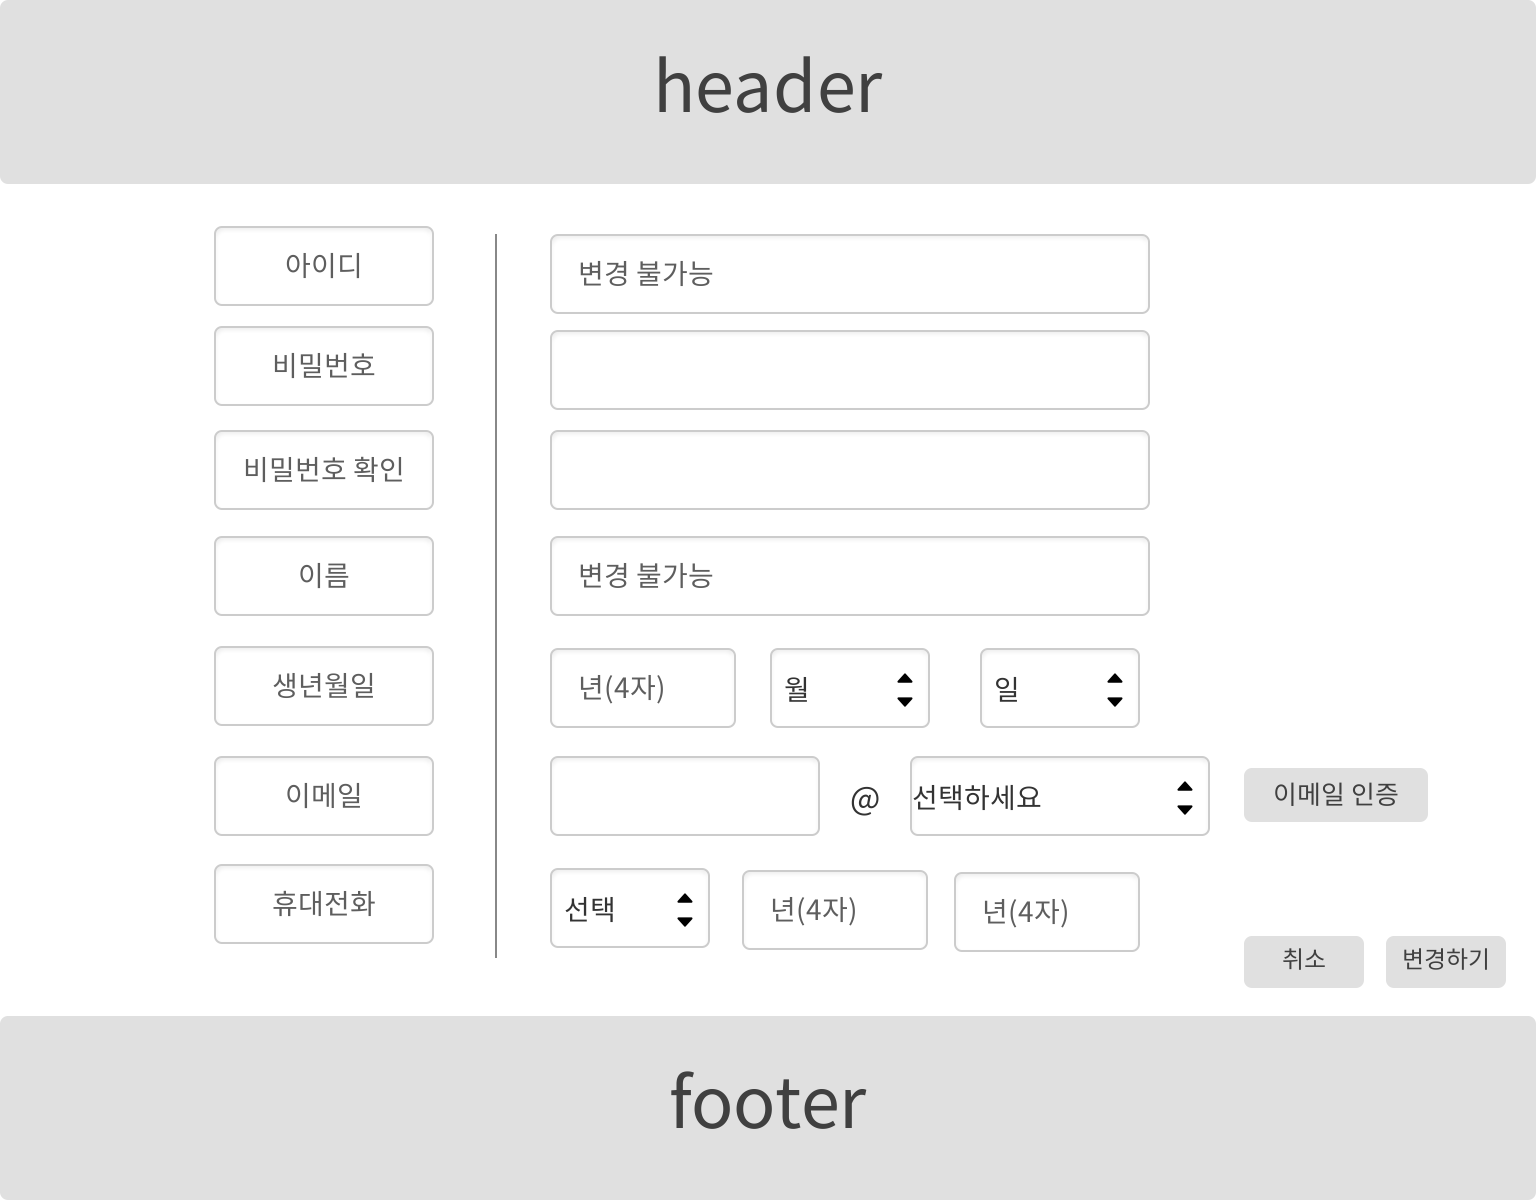 header
아이디
변경 불가능
비밀번호
비밀번호 확인
이름
변경 불가능
생년월일
년(4자)
월
일
이메일
@
선택하세요
이메일 인증
휴대전화
선택
년(4자)
년(4자)
취소
변경하기
footer